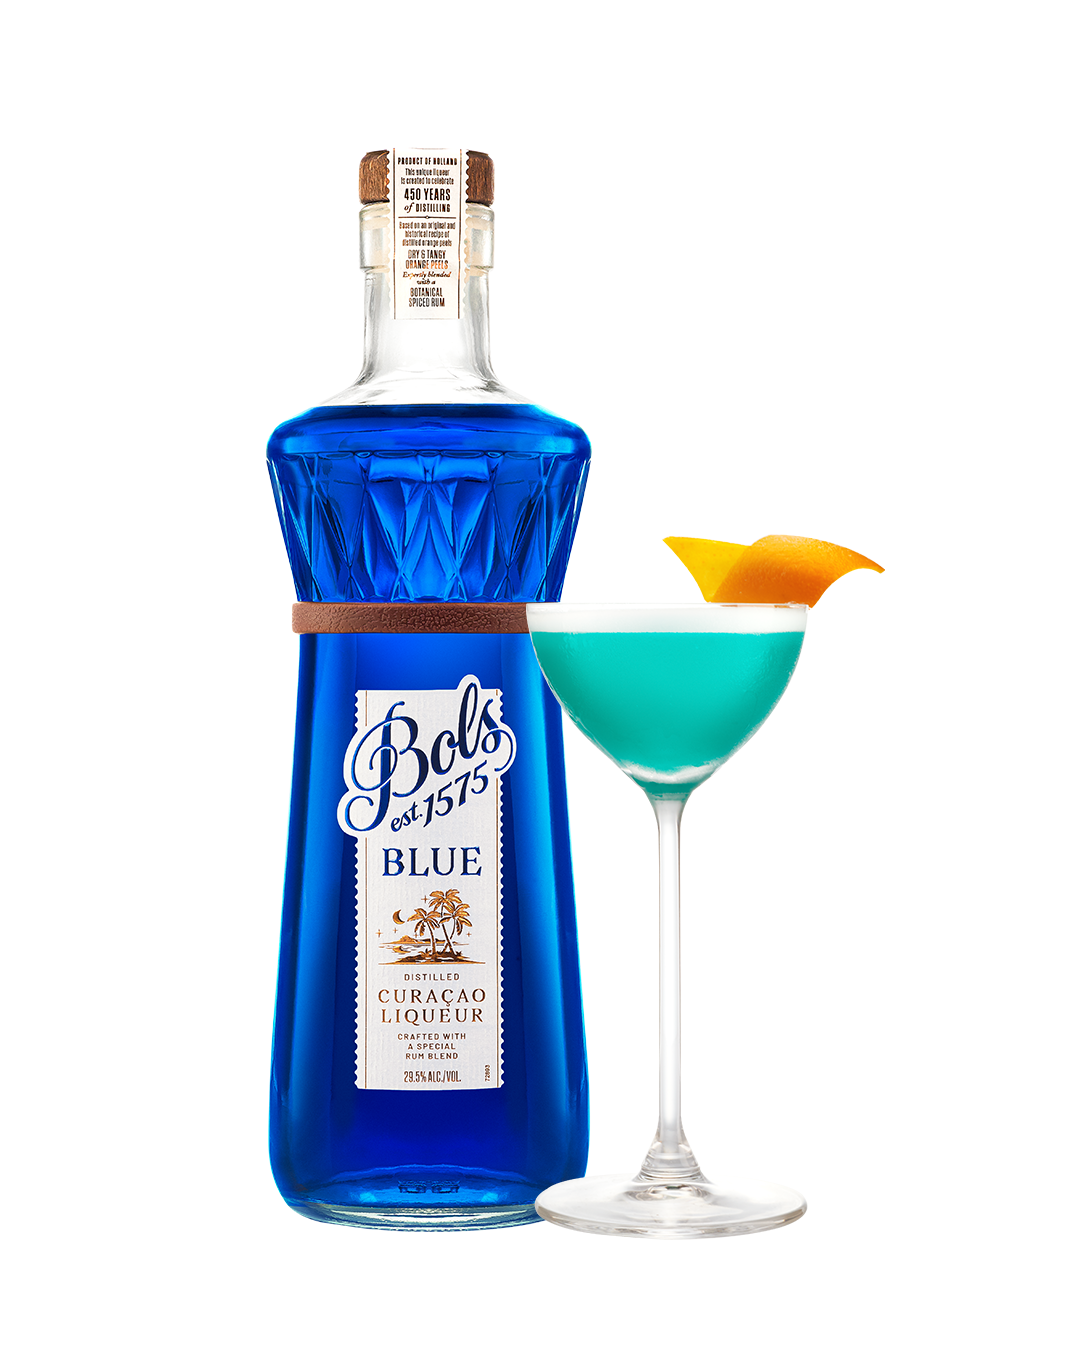 PRODUCT OF HOLLAND
This unique liqueur
is created to celebrate
450 YEARS
of DISTILLING
Based on an original and
historical recipe of
distilled orange peels
DRY & TANGY
ORANGE PEELS
Expertly blended
with a
BOTANICAL
SPICED RUM
Bols
est. 1575
BLUE
DISTILLED
CURAÇAO
LIQUEUR
CRAFTED WITH
A SPECIAL
RUM BLEND
29.5% ALC./VOL.
72603